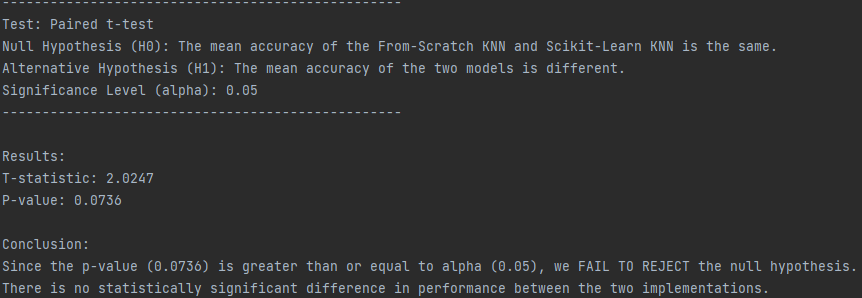 --------------------------------------------------
Test: Paired t-test
Null Hypothesis (H0): The mean accuracy of the From-Scratch KNN and Scikit-Learn KNN is the same.
Alternative Hypothesis (H1): The mean accuracy of the two models is different.
Significance Level (alpha): 0.05
--------------------------------------------------
Results:
T-statistic: 2.0247
P-value: 0.0736
Conclusion:
Since the p-value (0.0736) is greater than or equal to alpha (0.05), we FAIL TO REJECT the null hypothesis.
There is no statistically significant difference in performance between the two implementations.